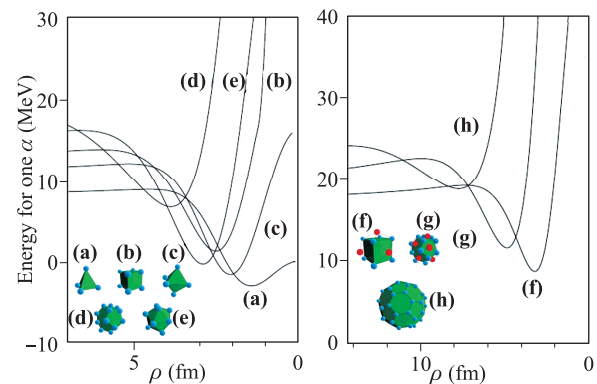 Energy for one α (MeV)
30
20
10
0
−10
(d)
(e)
(b)
(c)
(a)
(a)
(b)
(c)
(d)
(e)
5
0
ρ (fm)
40
30
20
10
0
(h)
(f)
(g)
(g)
(h)
(f)
10
0
ρ (fm)